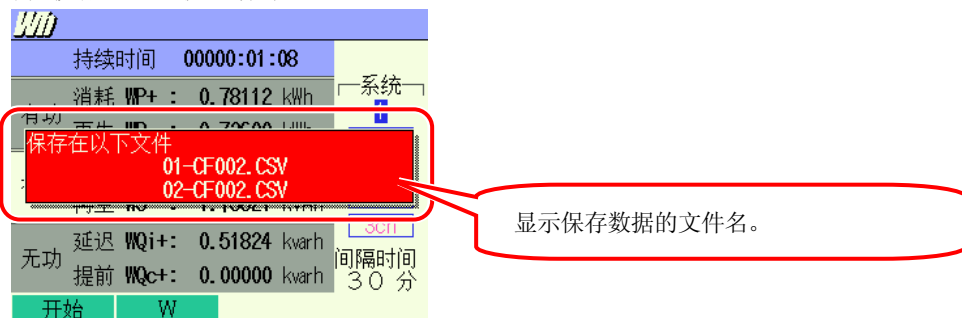 Wh
持续时间 00000:01:08
消耗 WP+ : 0.78112 kWh
系统
1
保存在以下文件
01-CF002.CSV
02-CF002.CSV
显示保存数据的文件名。
3ch
无功
延迟 WQi+: 0.51824 kvarh
提前 WQc+: 0.00000 kvarh
间隔时间
30 分
开始 W